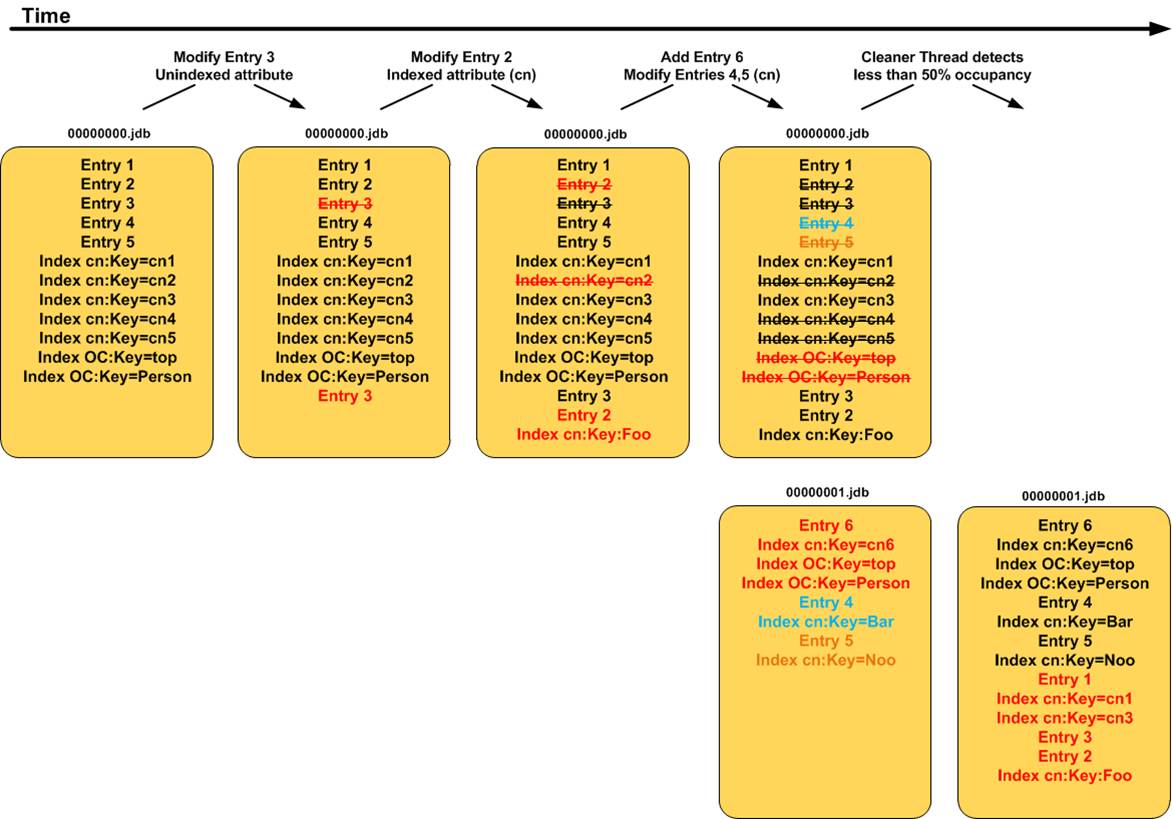 Time
Modify Entry 3
Unindexed attribute
Modify Entry 2
Indexed attribute (cn)
Add Entry 6
Modify Entries 4,5 (cn)
Cleaner Thread detects
less than 50% occupancy
00000000.jdb
Entry 1
Entry 2
Entry 3
Entry 4
Entry 5
Index cn:Key=cn1
Index cn:Key=cn2
Index cn:Key=cn3
Index cn:Key=cn4
Index cn:Key=cn5
Index OC:Key=top
Index OC:Key=Person
00000000.jdb
Entry 1
Entry 2
Entry 3
Entry 4
Entry 5
Index cn:Key=cn1
Index cn:Key=cn2
Index cn:Key=cn3
Index cn:Key=cn4
Index cn:Key=cn5
Index OC:Key=top
Index OC:Key=Person
Entry 3
00000000.jdb
Entry 1
Entry 2
Entry 3
Entry 4
Entry 5
Index cn:Key=cn1
Index cn:Key=cn2
Index cn:Key=cn3
Index cn:Key=cn4
Index cn:Key=cn5
Index OC:Key=top
Index OC:Key=Person
Entry 3
Entry 2
Index cn:Key:Foo
00000000.jdb
Entry 1
Entry 2
Entry 3
Entry 4
Entry 5
Index cn:Key=cn1
Index cn:Key=cn2
Index cn:Key=cn3
Index cn:Key=cn4
Index cn:Key=cn5
Index OC:Key=top
Index OC:Key=Person
Entry 3
Entry 2
Index cn:Key:Foo
00000001.jdb
Entry 6
Index cn:Key=cn6
Index OC:Key=top
Index OC:Key=Person
Entry 4
Index cn:Key=Bar
Entry 5
Index cn:Key=Noo
00000001.jdb
Entry 6
Index cn:Key=cn6
Index OC:Key=top
Index OC:Key=Person
Entry 4
Index cn:Key=Bar
Entry 5
Index cn:Key=Noo
Entry 1
Index cn:Key=cn1
Index cn:Key=cn3
Entry 3
Entry 2
Index cn:Key:Foo